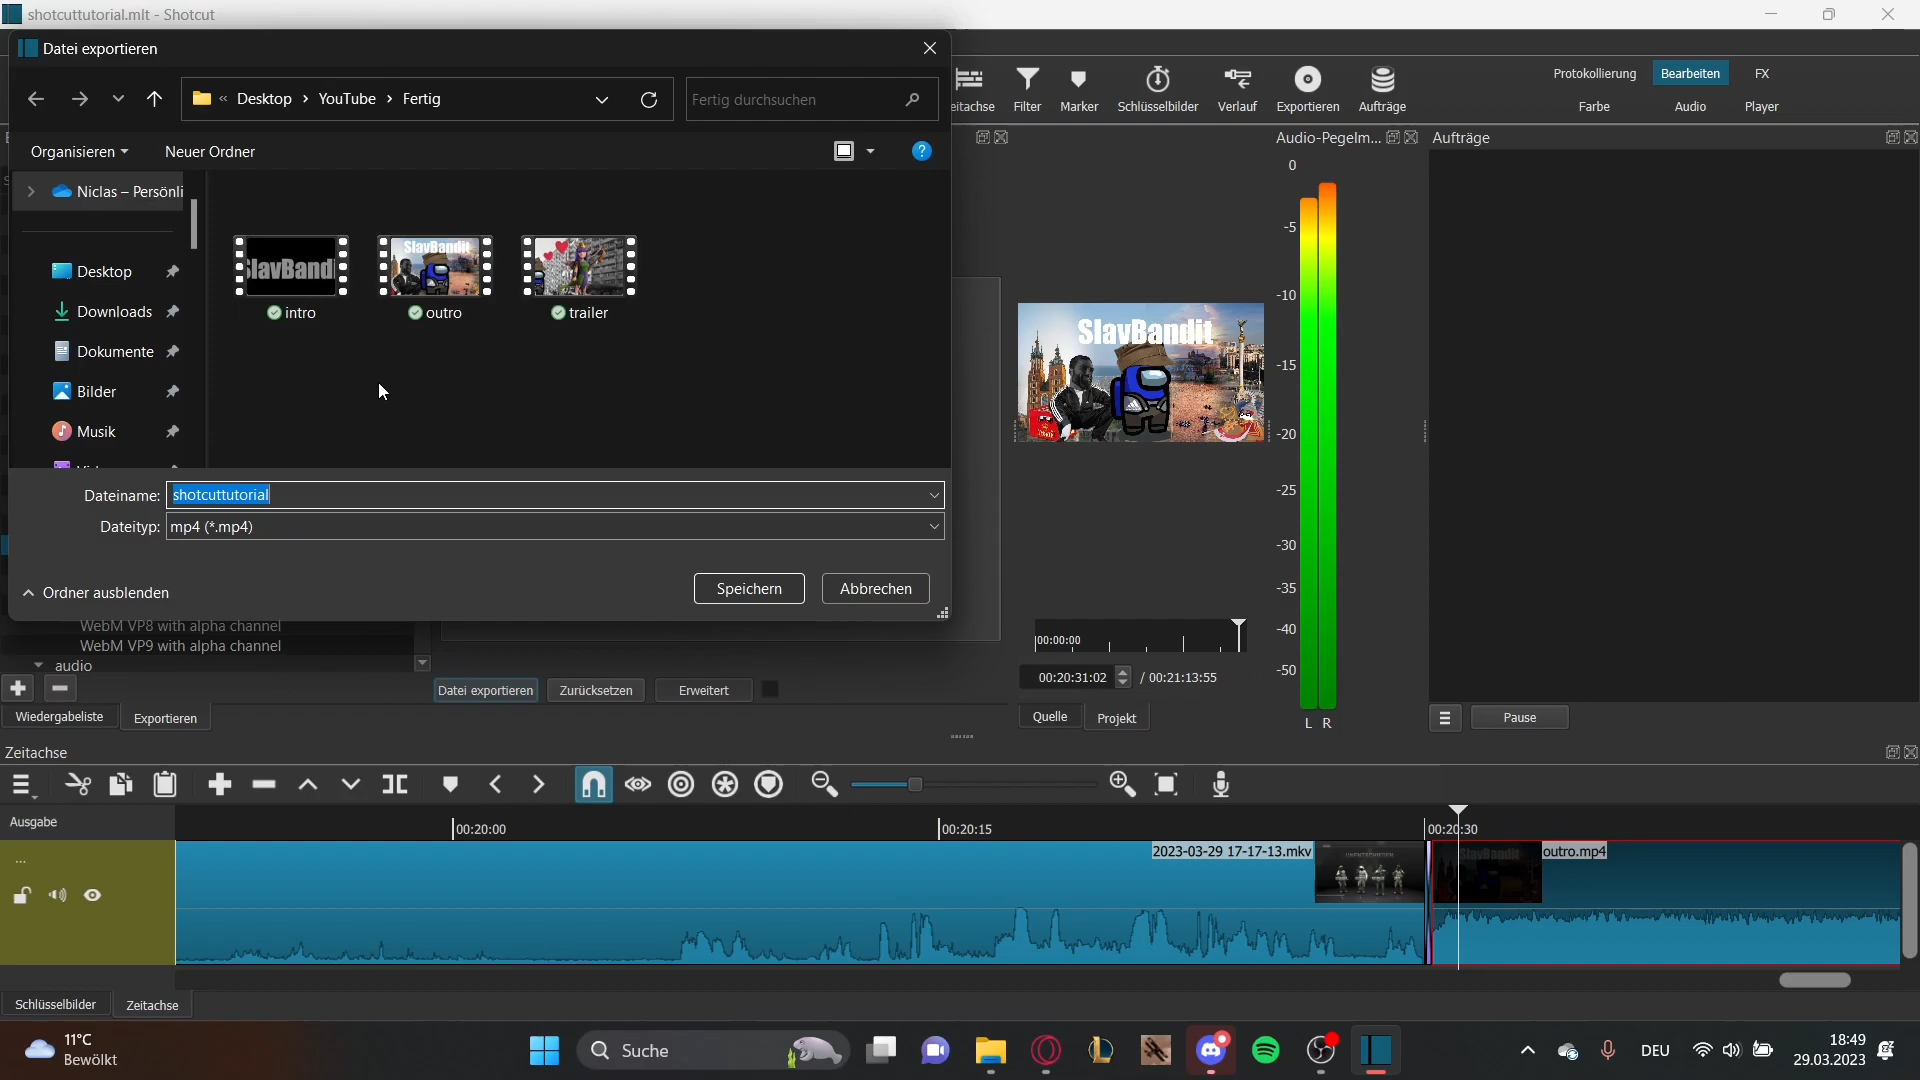 shotcuttutorial.mlt - Shotcut
Datei exportieren
« Desktop › YouTube › Fertig
Fertig durchsuchen
Filter
Marker
Schlüsselbilder
Verlauf
Exportieren
Aufträge
Protokollierung
Bearbeiten
FX
Farbe
Audio
Player
Organisieren
Neuer Ordner
Audio-Pegelm...
Aufträge
Niclas – Persönli
Desktop
Downloads
Dokumente
Bilder
Musik
SlavBandit
intro
outro
trailer
SlavBandit
0
-5
-10
-15
-20
-25
-30
-35
-40
-50
L R
Dateiname: shotcuttutorial
Dateityp: mp4 (*.mp4)
Ordner ausblenden
Speichern
Abbrechen
WebM VP8 with alpha channel
WebM VP9 with alpha channel
audio
Datei exportieren
Zurücksetzen
Erweitert
Wiedergabeliste
Exportieren
00:00:00
00:20:31:02 / 00:21:13:55
Quelle
Projekt
Pause
Zeitachse
Ausgabe
00:20:00
00:20:15
00:20:30
...
2023-03-29 17-17-13.mkv
outro.mp4
Schlüsselbilder
Zeitachse
11°C
Bewölkt
Suche
DEU
18:49
29.03.2023